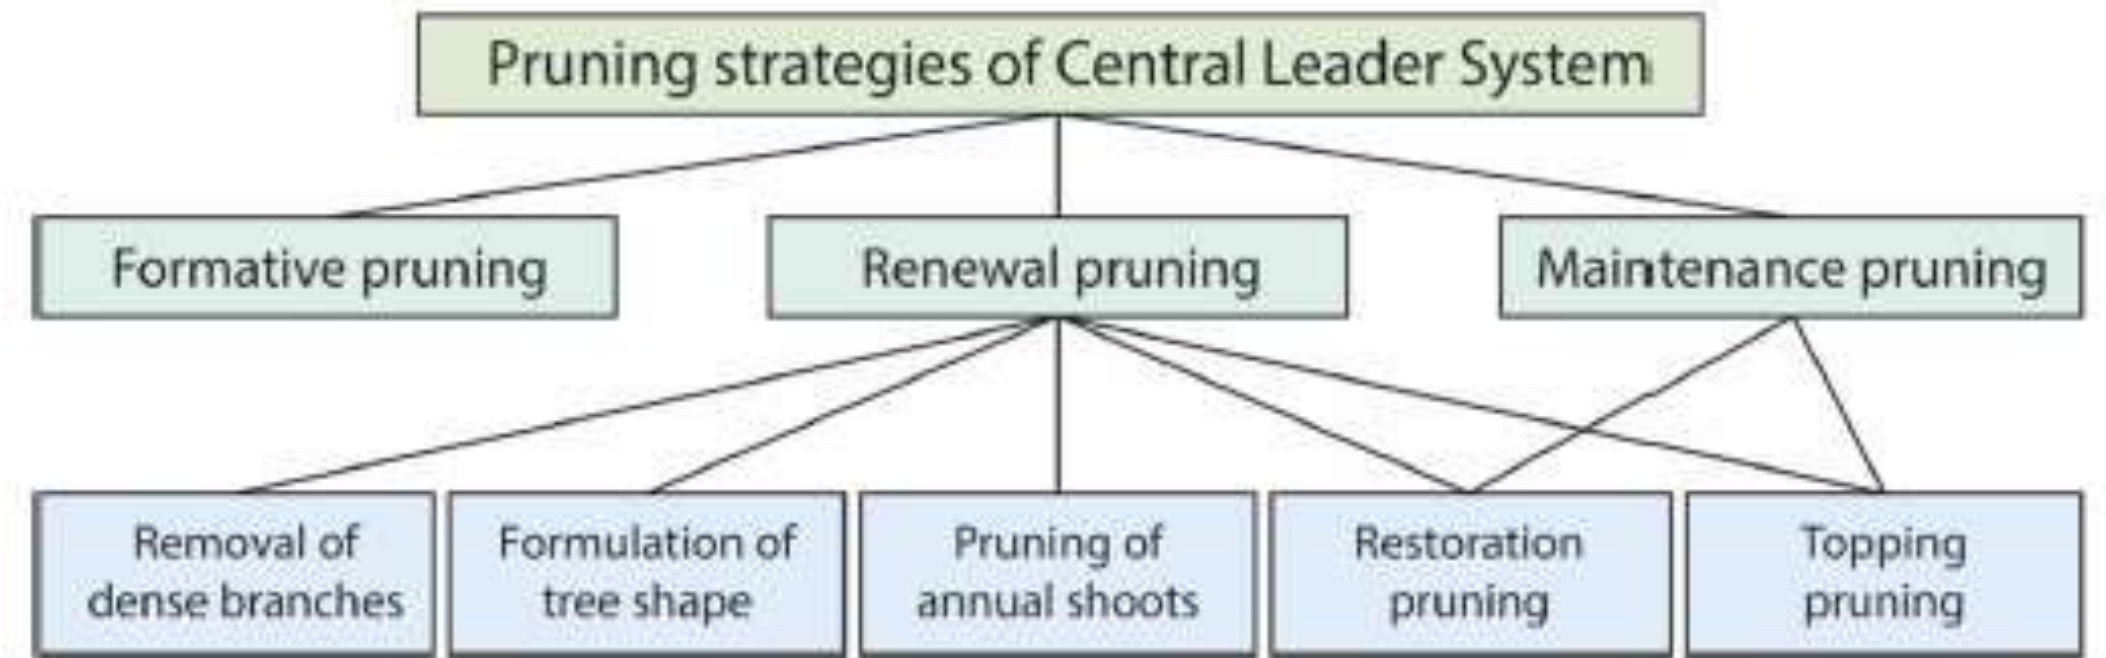 Pruning strategies of Central Leader System
Formative pruning
Renewal pruning
Maintenance pruning
Removal of
dense branches
Formulation of
tree shape
Pruning of
annual shoots
Restoration
pruning
Topping
pruning